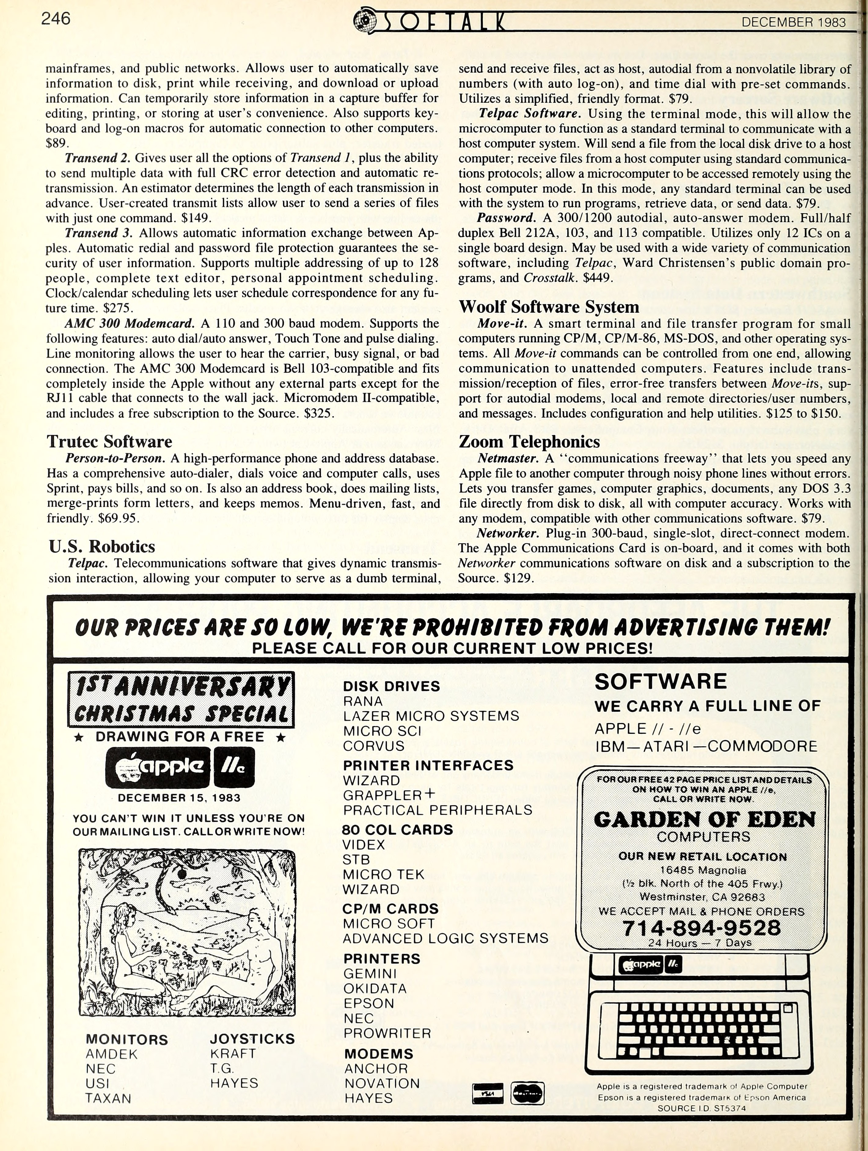 246
SOFTALK
DECEMBER 1983
mainframes, and public networks. Allows user to automatically save
information to disk, print while receiving, and download or upload
information. Can temporarily store information in a capture buffer for
editing, printing, or storing at user's convenience. Also supports key-
board and log-on macros for automatic connection to other computers.
$89.
Transend 2. Gives user all the options of Transend 1, plus the ability
to send multiple data with full CRC error detection and automatic re-
transmission. An estimator determines the length of each transmission in
advance. User-created transmit lists allow user to send a series of files
with just one command. $149.
Transend 3. Allows automatic information exchange between Ap-
ples. Automatic redial and password file protection guarantees the se-
curity of user information. Supports multiple addressing of up to 128
people, complete text editor, personal appointment scheduling.
Clock/calendar scheduling lets user schedule correspondence for any fu-
ture time. $275.
AMC 300 Modemcard. A 110 and 300 baud modem. Supports the
following features: auto dial/auto answer, Touch Tone and pulse dialing.
Line monitoring allows the user to hear the carrier, busy signal, or bad
connection. The AMC 300 Modemcard is Bell 103-compatible and fits
completely inside the Apple without any external parts except for the
RJ11 cable that connects to the wall jack. Micromodem II-compatible,
and includes a free subscription to the Source. $325.
Trutec Software
Person-to-Person. A high-performance phone and address database.
Has a comprehensive auto-dialer, dials voice and computer calls, uses
Sprint, pays bills, and so on. Is also an address book, does mailing lists,
merge-prints form letters, and keeps memos. Menu-driven, fast, and
friendly. $69.95.
U.S. Robotics
Telpac. Telecommunications software that gives dynamic transmis-
sion interaction, allowing your computer to serve as a dumb terminal,
send and receive files, act as host, autodial from a nonvolatile library of
numbers (with auto log-on), and time dial with pre-set commands.
Utilizes a simplified, friendly format. $79.
Telpac Software. Using the terminal mode, this will allow the
microcomputer to function as a standard terminal to communicate with a
host computer system. Will send a file from the local disk drive to a host
computer; receive files from a host computer using standard communica-
tions protocols; allow a microcomputer to be accessed remotely using the
host computer mode. In this mode, any standard terminal can be used
with the system to run programs, retrieve data, or send data. $79.
Password. A 300/1200 autodial, auto-answer modem. Full/half
duplex Bell 212A, 103, and 113 compatible. Utilizes only 12 ICs on a
single board design. May be used with a wide variety of communication
software, including Telpac, Ward Christensen's public domain pro-
grams, and Crosstalk. $449.
Woolf Software System
Move-it. A smart terminal and file transfer program for small
computers running CP/M, CP/M-86, MS-DOS, and other operating sys-
tems. All Move-it commands can be controlled from one end, allowing
communication to unattended computers. Features include trans-
mission/reception of files, error-free transfers between Move-its, sup-
port for autodial modems, local and remote directories/user numbers,
and messages. Includes configuration and help utilities. $125 to $150.
Zoom Telephonics
Netmaster. A "communications freeway" that lets you speed any
Apple file to another computer through noisy phone lines without errors.
Lets you transfer games, computer graphics, documents, any DOS 3.3
file directly from disk to disk, all with computer accuracy. Works with
any modem, compatible with other communications software. $79.
Networker. Plug-in 300-baud, single-slot, direct-connect modem.
The Apple Communications Card is on-board, and it comes with both
Networker communications software on disk and a subscription to the
Source. $129.
OUR PRICES ARE SO LOW, WE'RE PROHIBITED FROM ADVERTISING THEM!
PLEASE CALL FOR OUR CURRENT LOW PRICES!
1ST ANNIVERSARY
CHRISTMAS SPECIAL
★ DRAWING FOR A FREE ★
apple //e
DECEMBER 15, 1983
YOU CAN'T WIN IT UNLESS YOU'RE ON
OUR MAILING LIST. CALL OR WRITE NOW!
MONITORS
AMDEK
NEC
USI
TAXAN
JOYSTICKS
KRAFT
T.G.
HAYES
DISK DRIVES
RANA
LAZER MICRO SYSTEMS
MICRO SCI
CORVUS
PRINTER INTERFACES
WIZARD
GRAPPLER+
PRACTICAL PERIPHERALS
80 COL CARDS
VIDEX
STB
MICRO TEK
WIZARD
CP/M CARDS
MICRO SOFT
ADVANCED LOGIC SYSTEMS
PRINTERS
GEMINI
OKIDATA
EPSON
NEC
PROWRITER
MODEMS
ANCHOR
NOVATION
HAYES
VISA
SOFTWARE
WE CARRY A FULL LINE OF
APPLE // - //e
IBM—ATARI—COMMODORE
FOR OUR FREE 42 PAGE PRICE LIST AND DETAILS
ON HOW TO WIN AN APPLE //e,
CALL OR WRITE NOW.
GARDEN OF EDEN
COMPUTERS
OUR NEW RETAIL LOCATION
16485 Magnolia
(½ blk. North of the 405 Frwy.)
Westminster, CA 92683
WE ACCEPT MAIL & PHONE ORDERS
714-894-9528
24 Hours — 7 Days
apple //e
Apple is a registered trademark of Apple Computer
Epson is a registered trademark of Epson America
SOURCE I.D. ST5374